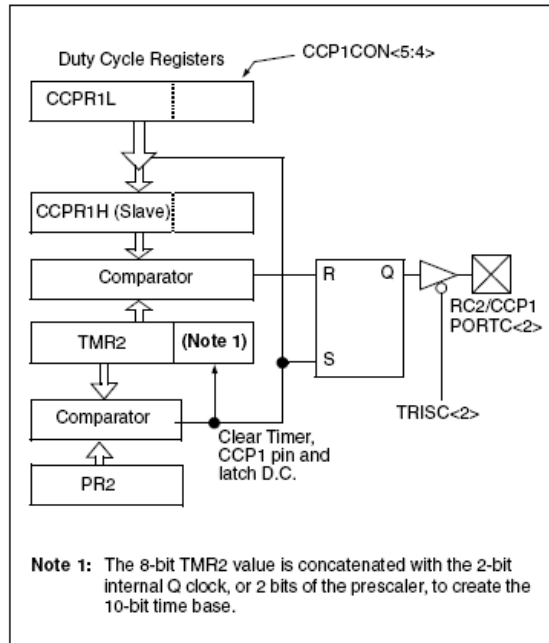 Duty Cycle Registers
CCP1CON<5:4>
CCPR1L
CCPR1H (Slave)
Comparator
R
Q
RC2/CCP1
PORTC<2>
TMR2
(Note 1)
S
TRISC<2>
Comparator
Clear Timer,
CCP1 pin and
latch D.C.
PR2
Note 1: The 8-bit TMR2 value is concatenated with the 2-bit
internal Q clock, or 2 bits of the prescaler, to create the
10-bit time base.